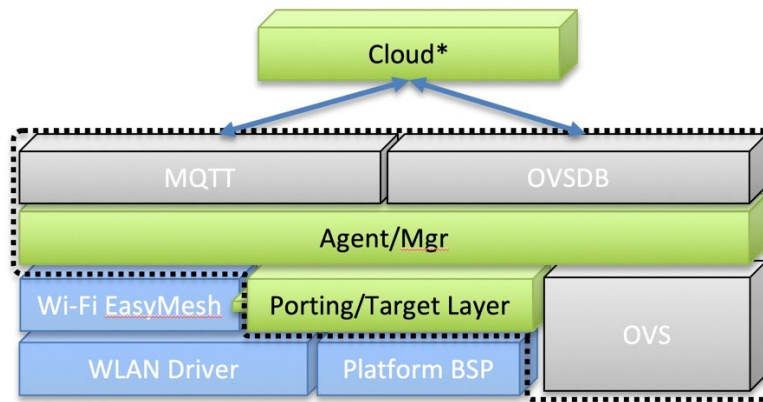 Cloud*
MQTT OVSDB
Agent/Mgr
Wi-Fi EasyMesh Porting/Target Layer
OVS
WLAN Driver Platform BSP